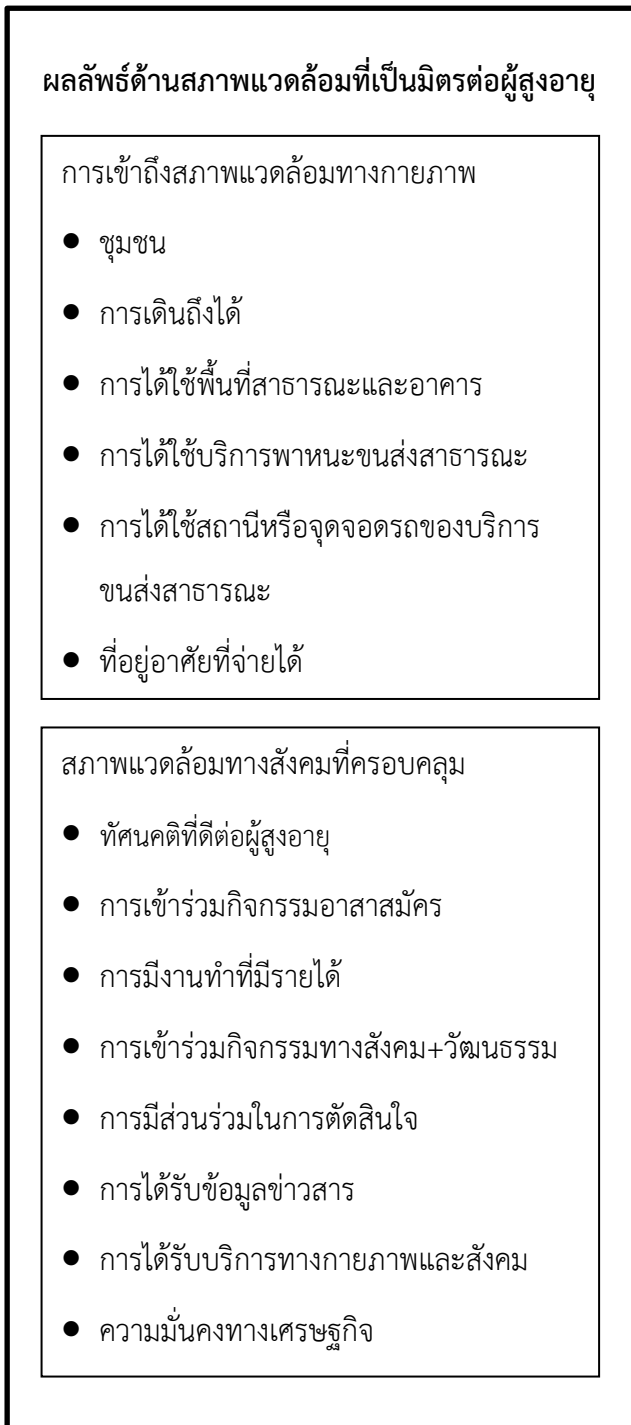 ผลลัพธ์ด้านสภาพแวดล้อมที่เป็นมิตรต่อผู้สูงอายุ
การเข้าถึงสภาพแวดล้อมทางกายภาพ
● ชุมชน
● การเดินถึงได้
● การได้ใช้พื้นที่สาธารณะและอาคาร
● การได้ใช้บริการพาหนะขนส่งสาธารณะ
● การได้ใช้สถานีหรือจุดจอดรถของบริการ
ขนส่งสาธารณะ
● ที่อยู่อาศัยที่จ่ายได้
สภาพแวดล้อมทางสังคมที่ครอบคลุม
● ทัศนคติที่ดีต่อผู้สูงอายุ
● การเข้าร่วมกิจกรรมอาสาสมัคร
● การมีงานทำที่มีรายได้
● การเข้าร่วมกิจกรรมทางสังคม+วัฒนธรรม
● การมีส่วนร่วมในการตัดสินใจ
● การได้รับข้อมูลข่าวสาร
● การได้รับบริการทางกายภาพและสังคม
● ความมั่นคงทางเศรษฐกิจ